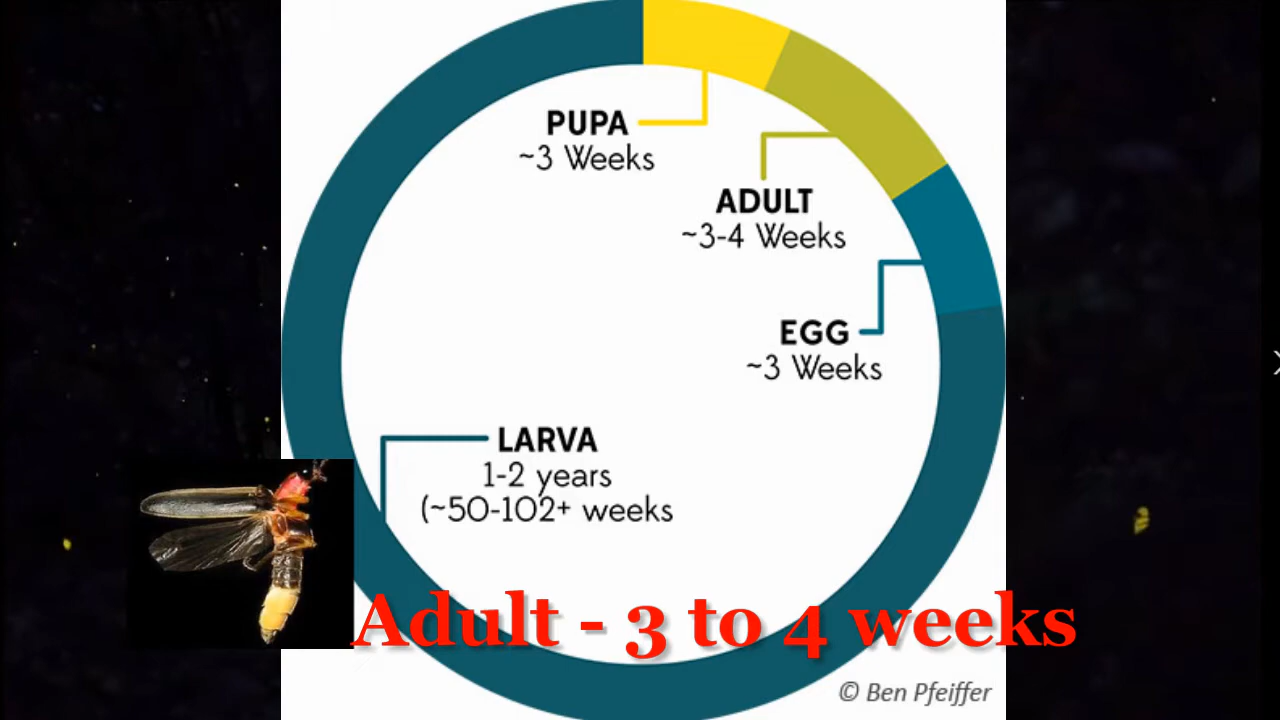 PUPA
~3 Weeks
ADULT
~3-4 Weeks
EGG
~3 Weeks
LARVA
1-2 years
(~50-102+ weeks
Adult - 3 to 4 weeks
© Ben Pfeiffer